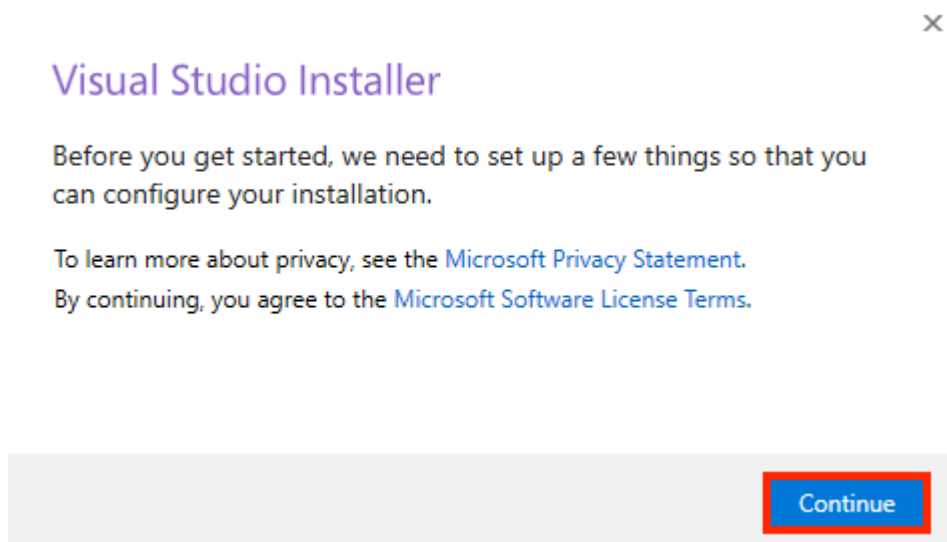 Visual Studio Installer
Before you get started, we need to set up a few things so that you
can configure your installation.
To learn more about privacy, see the Microsoft Privacy Statement.
By continuing, you agree to the Microsoft Software License Terms.
Continue